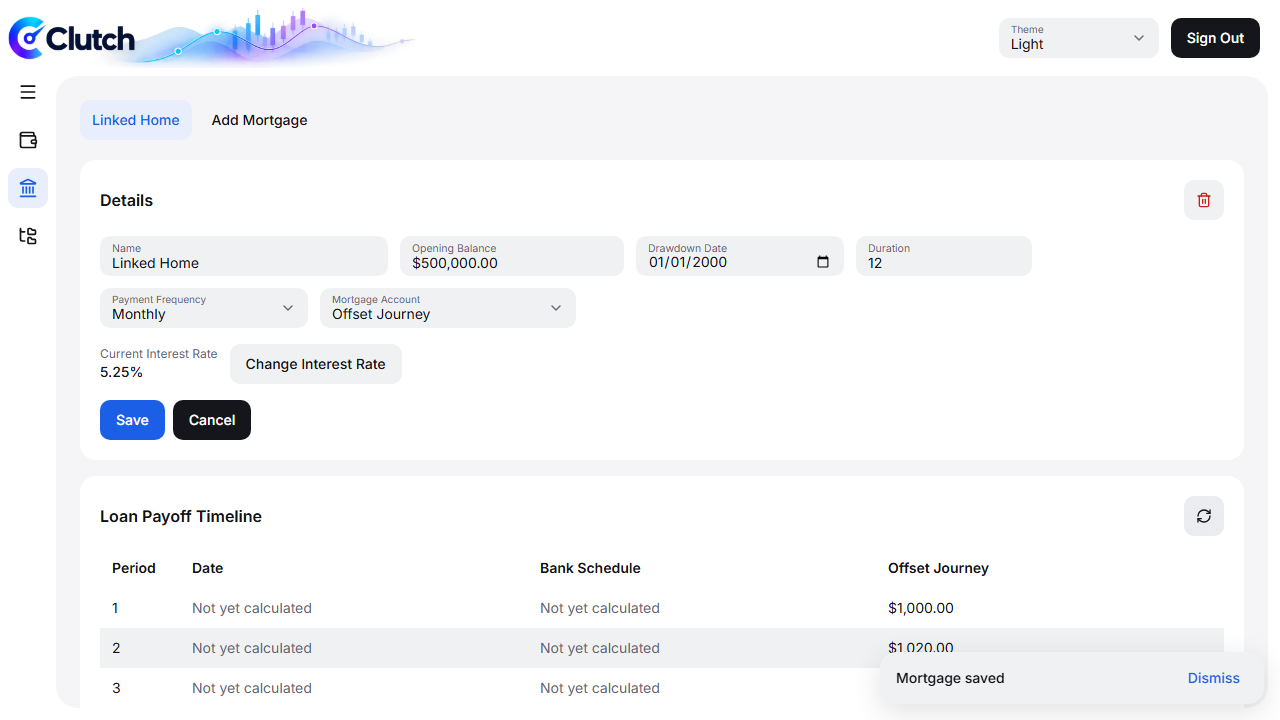 Clutch
Theme
Light
Sign Out
Linked Home
Add Mortgage
Details
Name
Linked Home
Opening Balance
$500,000.00
Drawdown Date
01/01/2000
Duration
12
Payment Frequency
Monthly
Mortgage Account
Offset Journey
Current Interest Rate
5.25%
Change Interest Rate
Save
Cancel
Loan Payoff Timeline
Period Date Bank Schedule Offset Journey
1 Not yet calculated Not yet calculated $1,000.00
2 Not yet calculated Not yet calculated $1,020.00
3 Not yet calculated Not yet calculated
Mortgage saved Dismiss